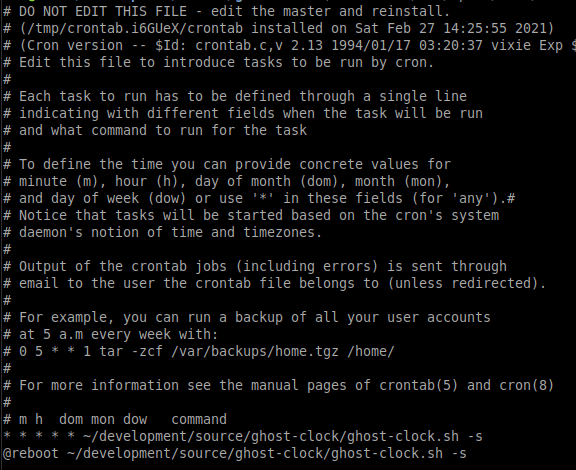 # DO NOT EDIT THIS FILE - edit the master and reinstall.
# (/tmp/crontab.i6GUeX/crontab installed on Sat Feb 27 14:25:55 2021)
# (Cron version -- $Id: crontab.c,v 2.13 1994/01/17 03:20:37 vixie Exp $
# Edit this file to introduce tasks to be run by cron.
#
# Each task to run has to be defined through a single line
# indicating with different fields when the task will be run
# and what command to run for the task
#
# To define the time you can provide concrete values for
# minute (m), hour (h), day of month (dom), month (mon),
# and day of week (dow) or use '*' in these fields (for 'any').#
# Notice that tasks will be started based on the cron's system
# daemon's notion of time and timezones.
#
# Output of the crontab jobs (including errors) is sent through
# email to the user the crontab file belongs to (unless redirected).
#
# For example, you can run a backup of all your user accounts
# at 5 a.m every week with:
# 0 5 * * 1 tar -zcf /var/backups/home.tgz /home/
#
# For more information see the manual pages of crontab(5) and cron(8)
#
# m h  dom mon dow   command
* * * * * ~/development/source/ghost-clock/ghost-clock.sh -s
@reboot ~/development/source/ghost-clock/ghost-clock.sh -s